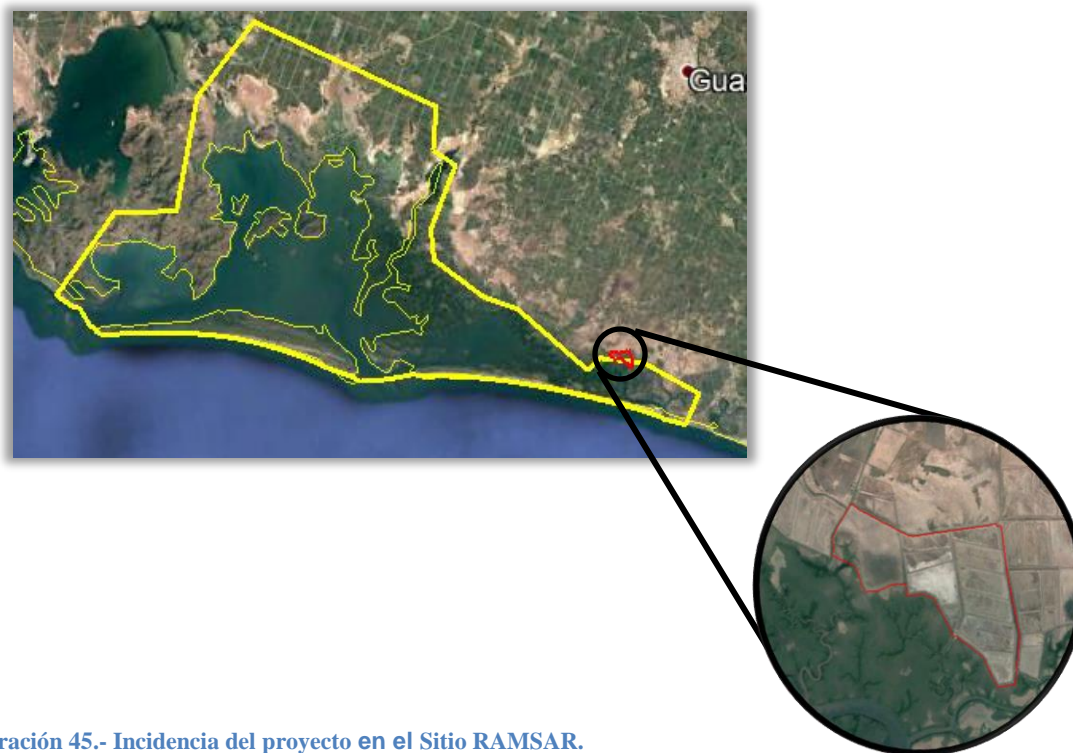 Gua
ración 45.- Incidencia del proyecto en el Sitio RAMSAR.